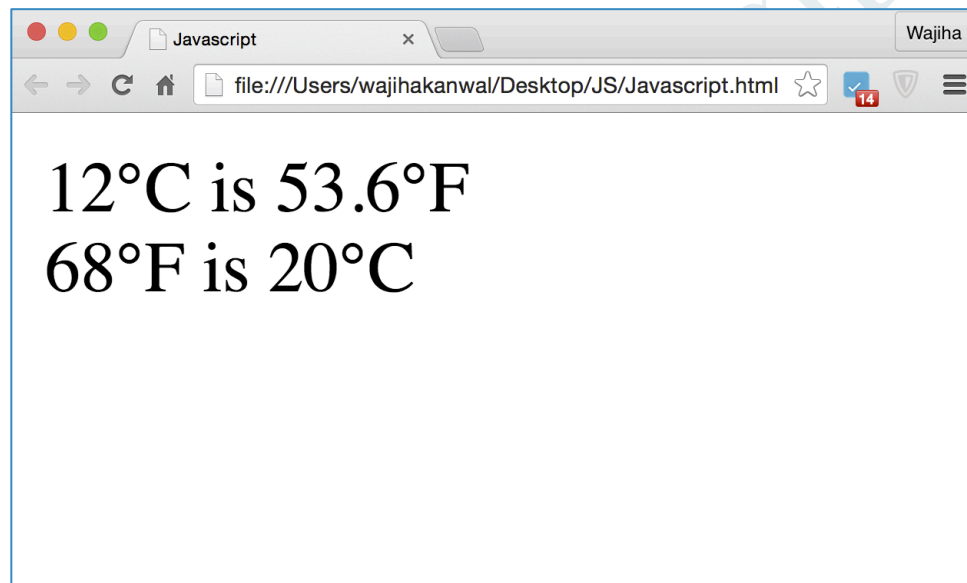 Javascript
Wajiha
file:///Users/wajihakanwal/Desktop/JS/Javascript.html
14
12°C is 53.6°F
68°F is 20°C